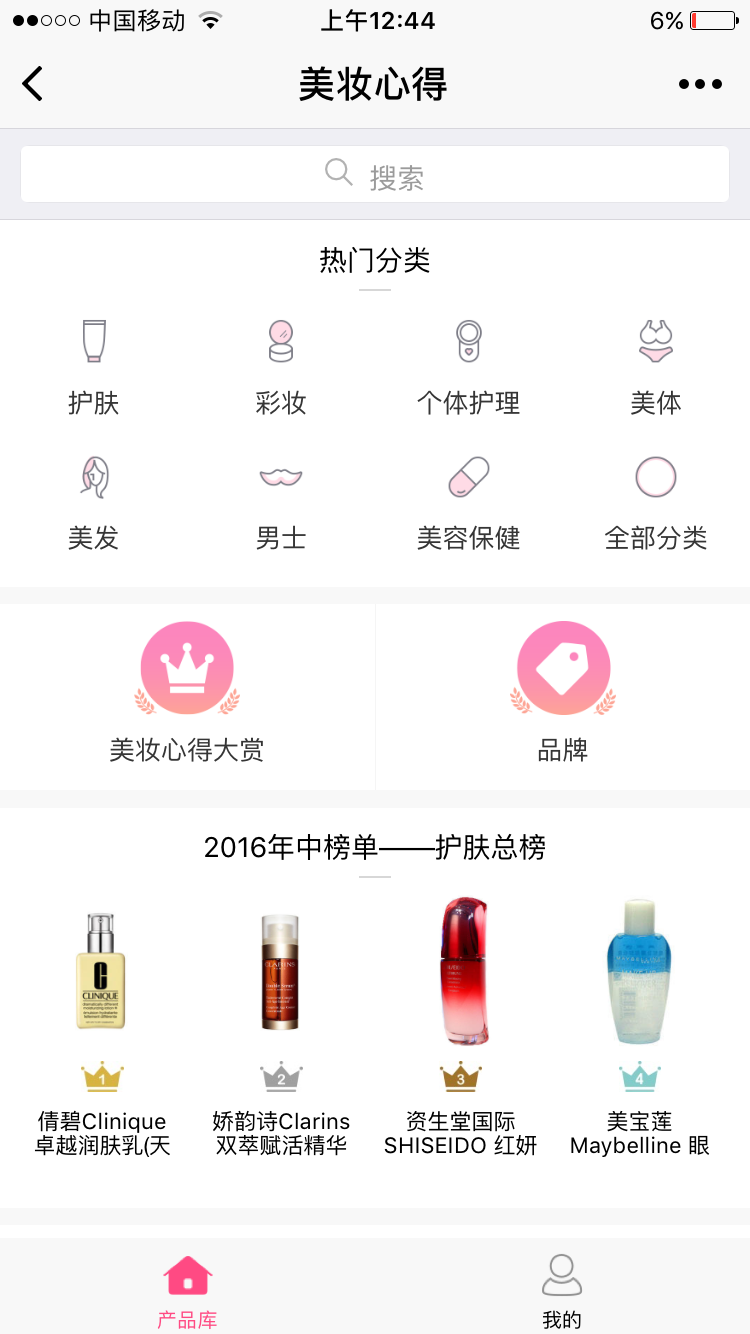 中国移动
上午12:44
6%
美妆心得
搜索
热门分类
护肤
彩妆
个体护理
美体
美发
男士
美容保健
全部分类
美妆心得大赏
品牌
2016年中榜单——护肤总榜
CLINIQUE
CLARINS
1
2
3
4
倩碧Clinique
卓越润肤乳(天
娇韵诗Clarins
双萃赋活精华
资生堂国际
SHISEIDO 红妍
美宝莲
Maybelline 眼
产品库
我的